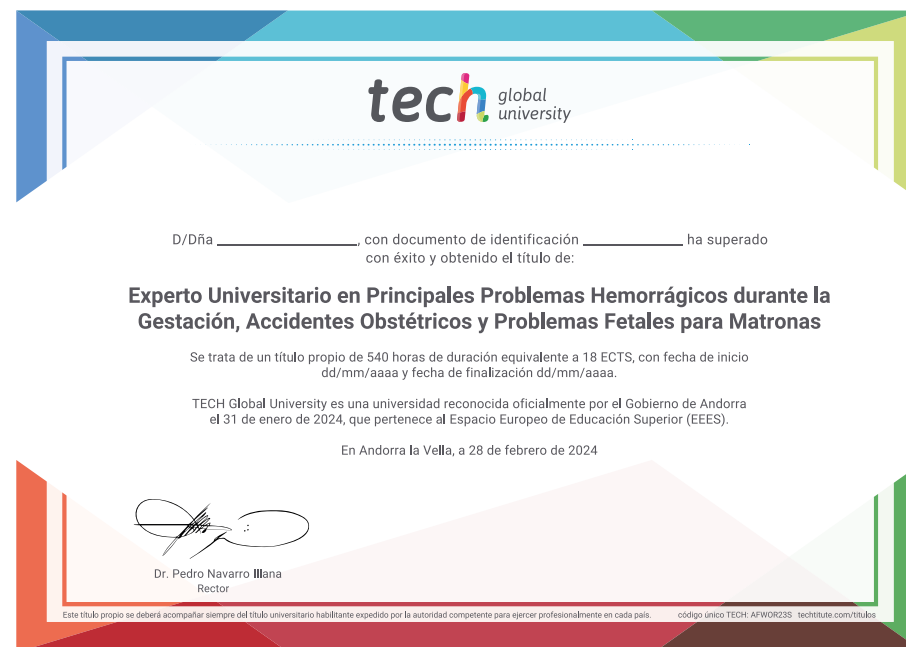 tech global university
D/Dña ____________________, con documento de identificación ______________ ha superado
con éxito y obtenido el título de:
Experto Universitario en Principales Problemas Hemorrágicos durante la
Gestación, Accidentes Obstétricos y Problemas Fetales para Matronas
Se trata de un título propio de 540 horas de duración equivalente a 18 ECTS, con fecha de inicio
dd/mm/aaaa y fecha de finalización dd/mm/aaaa.
TECH Global University es una universidad reconocida oficialmente por el Gobierno de Andorra
el 31 de enero de 2024, que pertenece al Espacio Europeo de Educación Superior (EEES).
En Andorra la Vella, a 28 de febrero de 2024
Dr. Pedro Navarro Illana
Rector
Este título propio se deberá acompañar siempre del título universitario habilitante expedido por la autoridad competente para ejercer profesionalmente en cada país. código único TECH: AFWOR23S techtitute.com/titulos